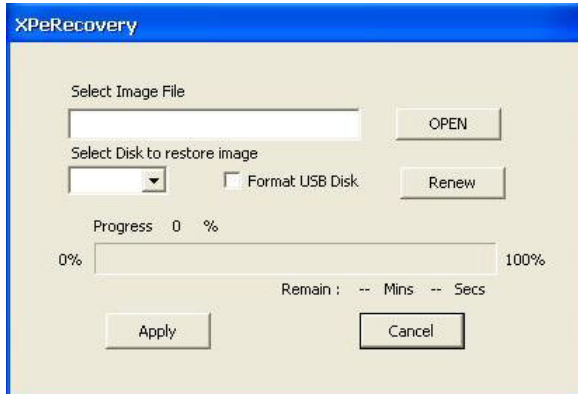 XPeRecovery
Select Image File
OPEN
Select Disk to restore image
Format USB Disk
Renew
Progress 0 %
0%
100%
Remain : -- Mins -- Secs
Apply
Cancel